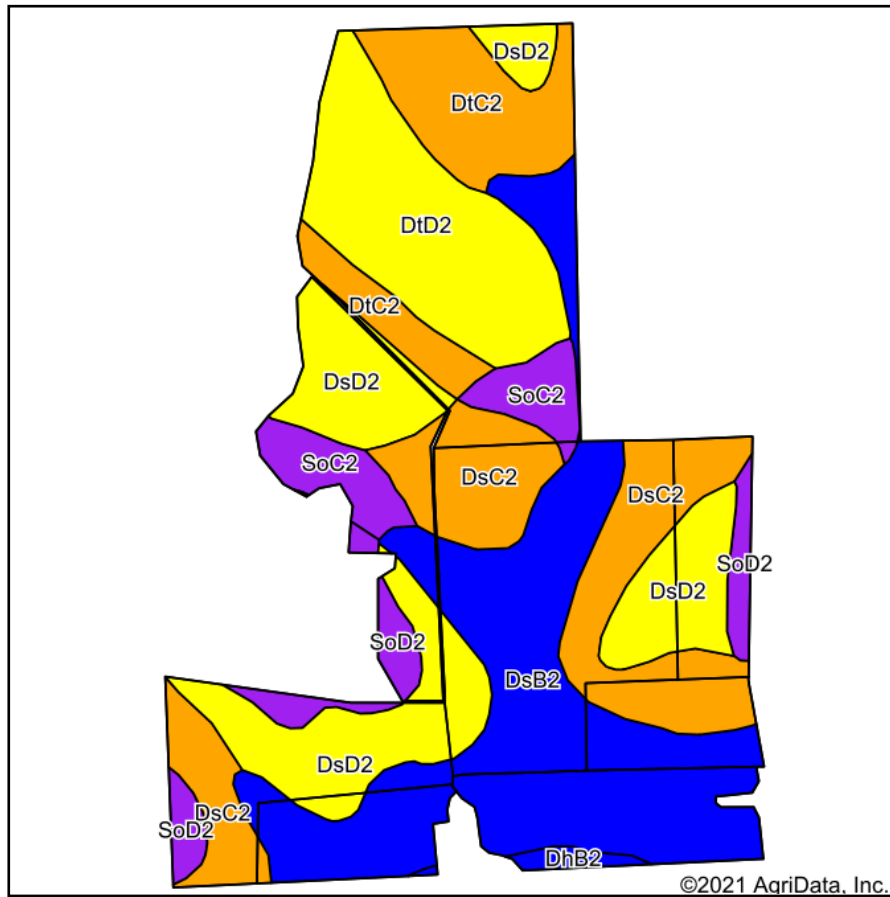 DsD2
DtC2
DtD2
DtC2
DsD2
SoC2
SoC2
DsC2
DsC2
SoD2
DsD2
SoD2
DsB2
DsD2
DsC2
SoD2
DhB2
©2021 AgriData, Inc.